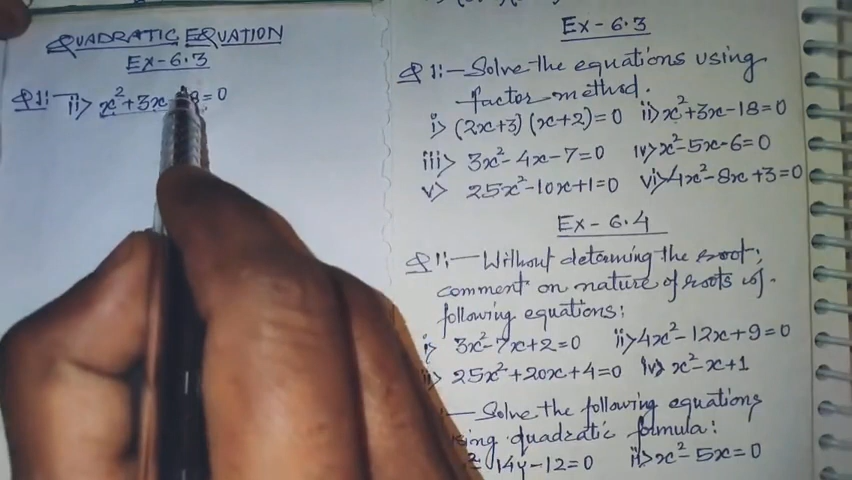 QUADRATIC EQUATION
Ex - 6.3
Q1:- ii> x²+3x 8=0
Ex - 6.3
Q1:- Solve the equations using
factor method.
i> (2x+3)(x+2)=0 ii> x²+3x-18=0
iii> 3x²-4x-7=0 iv> x²-5x-6=0
v> 25x²-10x+1=0 vi> 4x²-8x+3=0
Ex - 6.4
Q1:- Without detarming the root;
comment on nature of roots of
following equations:
i> 3x²-7x+2=0 ii> 4x²-12x+9=0
25x²+20x+4=0 iv> x²-x+1
- Solve the following equations
sing quadratic formula:
14y-12=0 ii> x²-5x=0